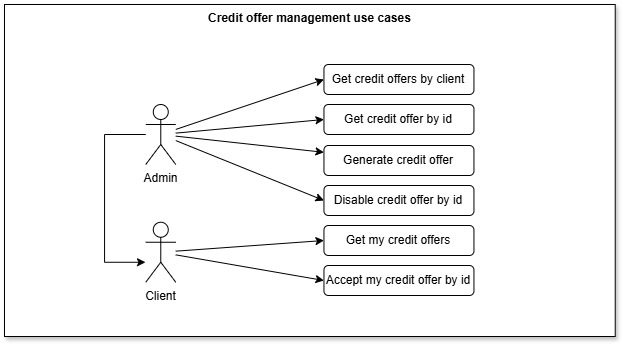 Credit offer management use cases
Get credit offers by client
Get credit offer by id
Generate credit offer
Admin
Disable credit offer by id
Get my credit offers
Accept my credit offer by id
Client